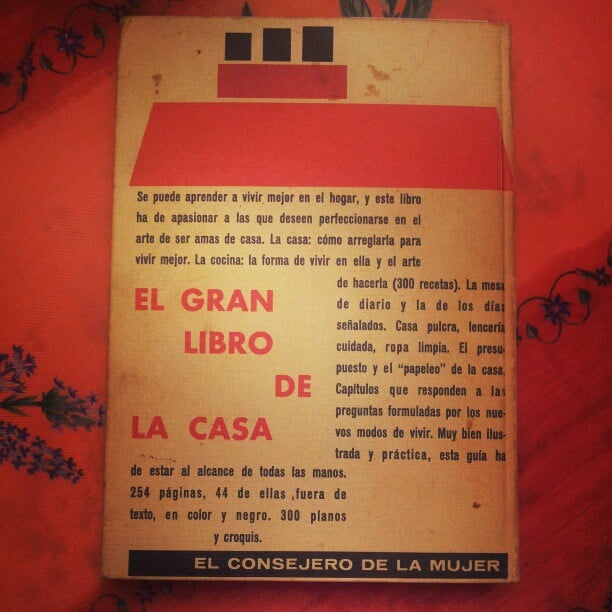 Se puede aprender a vivir mejor en el hogar, y este libro
ha de apasionar a las que deseen perfeccionarse en el
arte de ser amas de casa. La casa: cómo arreglarla para
vivir mejor. La cocina: la forma de vivir en ella y el arte
de hacerla (300 recetas). La mesa
de diario y la de los días
señalados. Casa pulcra, lencería
cuidada, ropa limpia. El presu-
puesto y el "papeleo" de la casa.
Capítulos que responden a las
preguntas formuladas por los nue-
vos modos de vivir. Muy bien ilus-
trada y práctica, esta guía ha
de estar al alcance de todas las manos.
254 páginas, 44 de ellas ,fuera de
texto, en color y negro. 300 planos
y croquis.
EL GRAN
LIBRO
DE
LA CASA
EL CONSEJERO DE LA MUJER